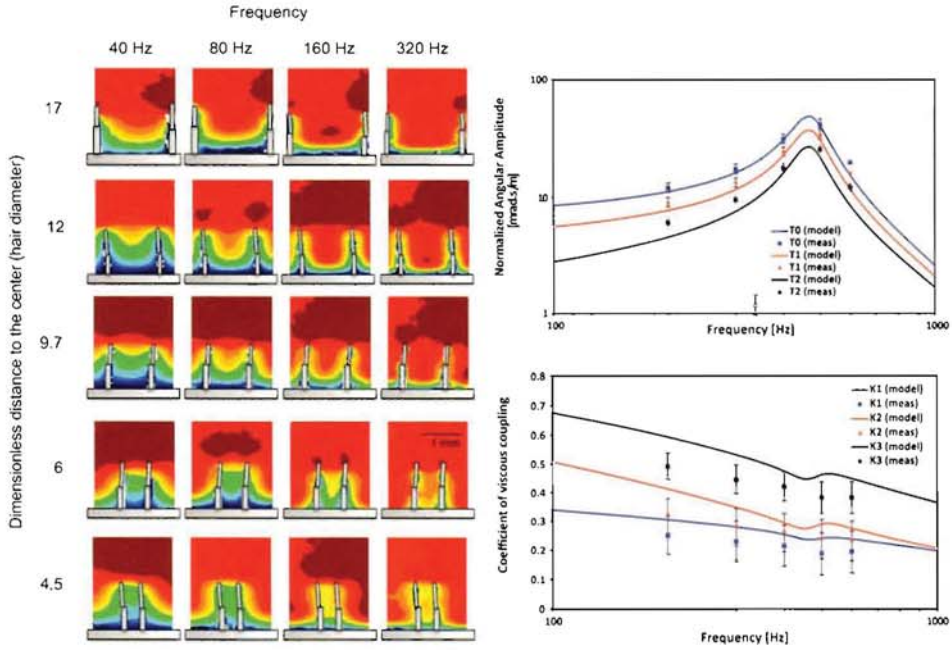 Frequency
40 Hz
80 Hz
160 Hz
320 Hz
Dimensionless distance to the center (hair diameter)
17
12
9.7
6
1 mm
4.5
Normalized Angular Amplitude
[mrad.s/m]
100
10
1
T0 (model)
T0 (meas)
T1 (model)
T1 (meas)
T2 (model)
T2 (meas)
100
Frequency [Hz]
1000
Coefficient of viscous coupling
0.8
0.7
0.6
0.5
0.4
0.3
0.2
0.1
0
K1 (model)
K1 (meas)
K2 (model)
K2 (meas)
K3 (model)
K3 (meas)
100
Frequency [Hz]
1000